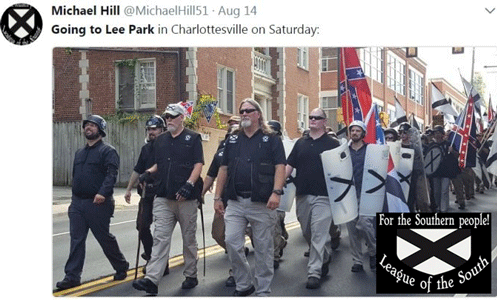 Michael Hill @MichaelHill51 · Aug 14
Going to Lee Park in Charlottesville on Saturday:
For the Southern people!
League of the South